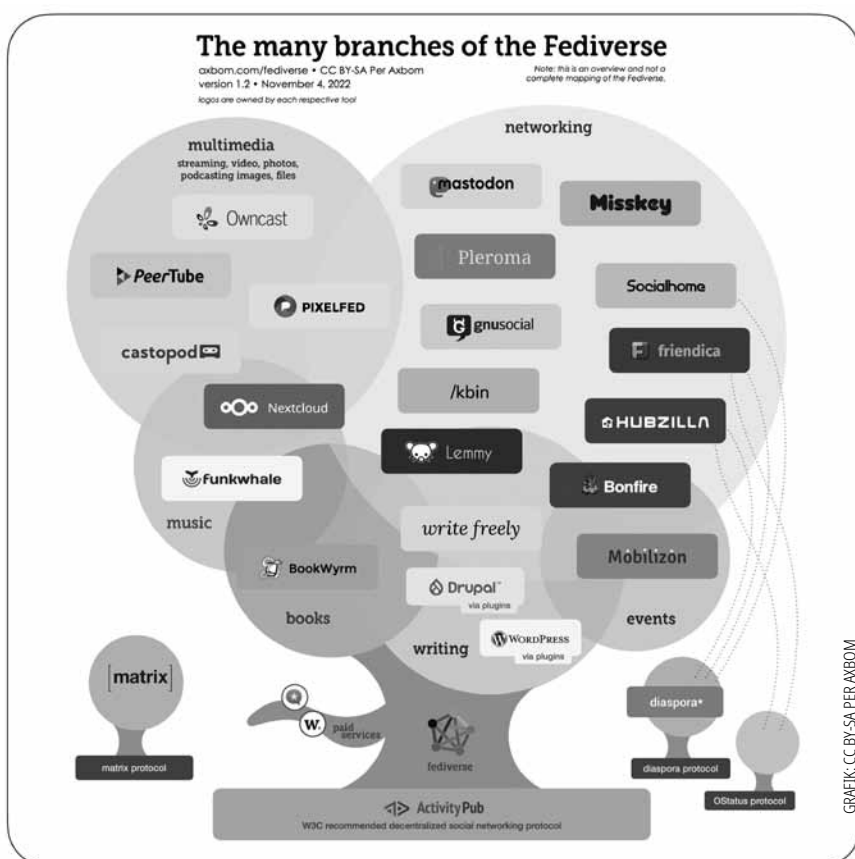 The many branches of the Fediverse
axbom.com/fediverse • CC BY-SA Per Axbom
version 1.2 • November 4, 2022
logos are owned by each respective tool
Note: this is an overview and not a
complete mapping of the Fediverse.
multimedia
streaming, video, photos,
podcasting images, files
networking
mastodon
Misskey
Owncast
Pleroma
PeerTube
Socialhome
PIXELFED
gnusocial
castopod
friendica
/kbin
Nextcloud
HUBZILLA
Lemmy
funkwhale
Bonfire
music
write freely
BookWyrm
Mobilizon
Drupal™
via plugins
books
events
writing
WORDPRESS
via plugins
[matrix]
diaspora*
W.
paid
services
fediverse
matrix protocol
diaspora protocol
OStatus protocol
ActivityPub
W3C recommended decentralized social networking protocol
GRAFIK: CC BY-SA PER AXBOM